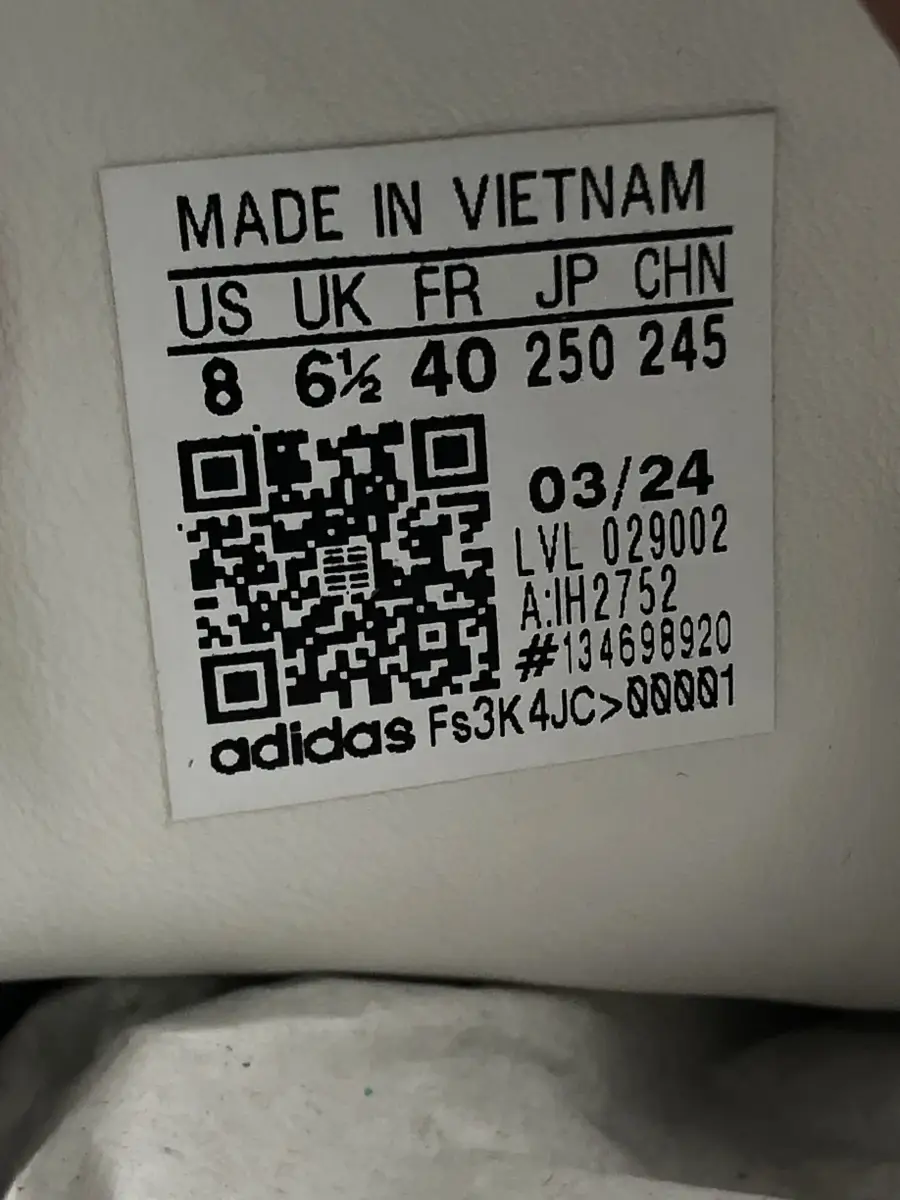 MADE IN VIETNAM
US UK FR JP CHN
8 6½ 40 250 245
03/24
LVL 029002
A:IH2752
#134698920
adidas Fs3K4JC>00001